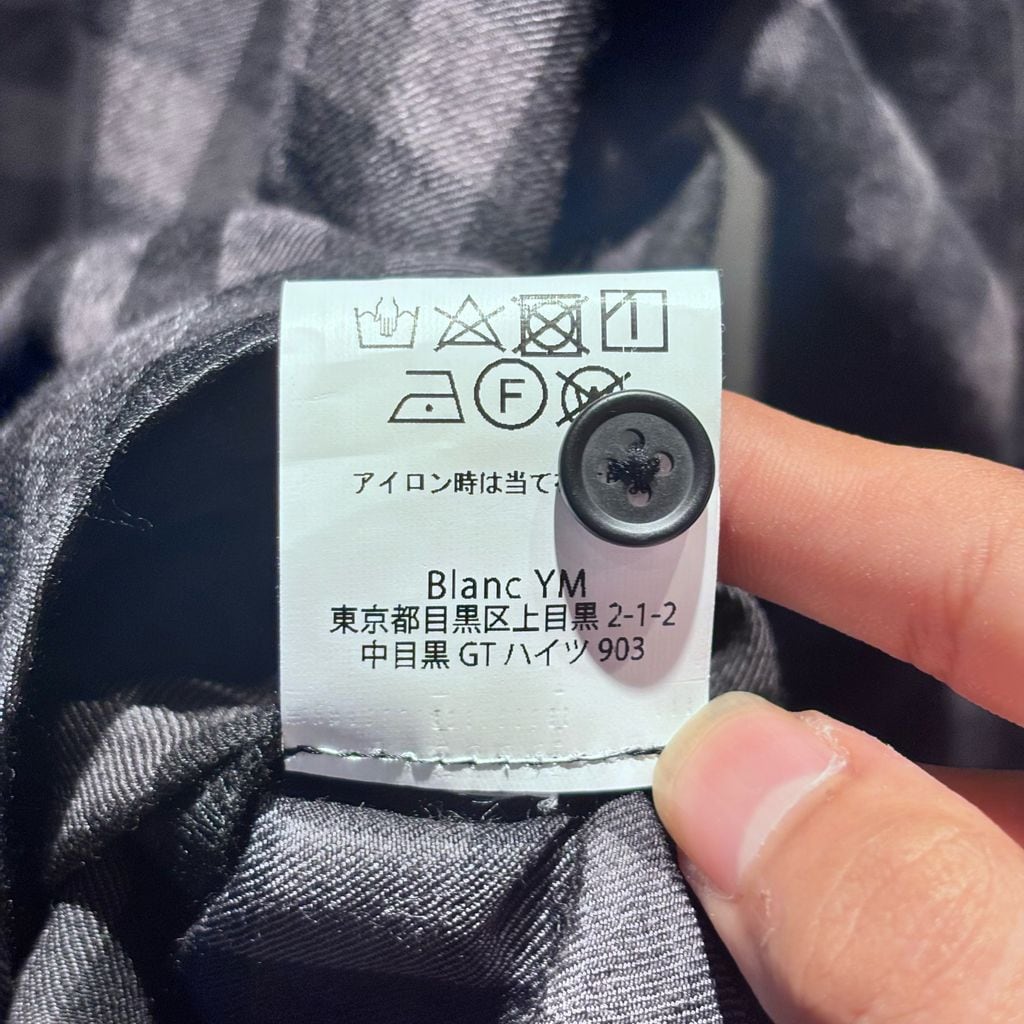 F
W
アイロン時は当て
Blanc YM
東京都目黒区上目黒 2-1-2
中目黒 GT ハイツ 903